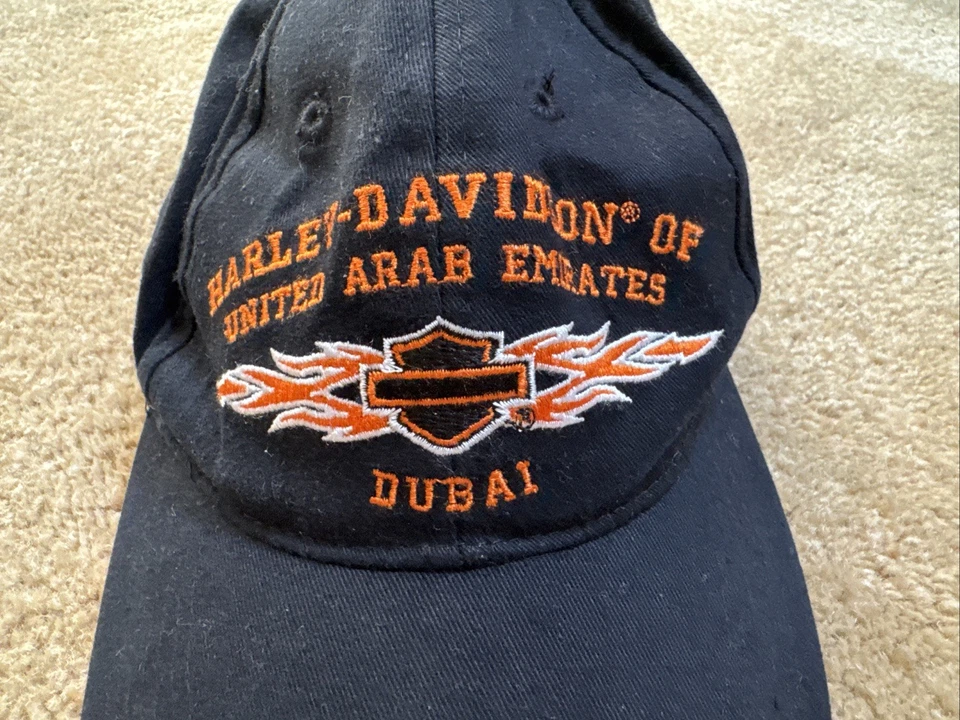 HARLEY-DAVIDSON® OF
UNITED ARAB EMIRATES
DUBAI